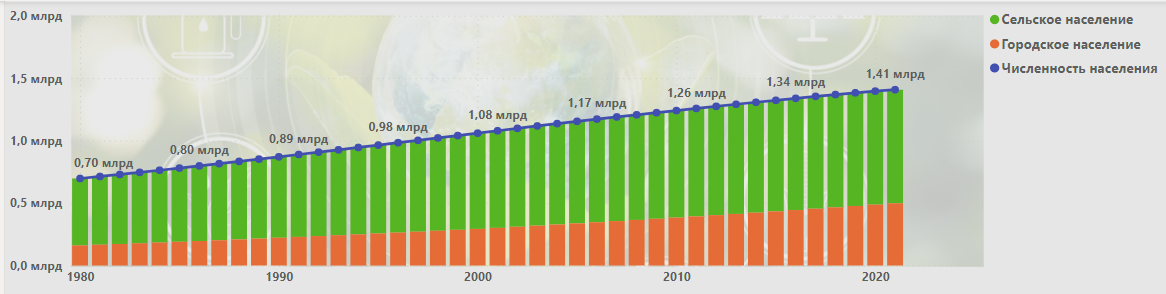 2,0 млрд
1,5 млрд
1,0 млрд
0,5 млрд
0,0 млрд
0,70 млрд
0,80 млрд
0,89 млрд
0,98 млрд
1,08 млрд
1,17 млрд
1,26 млрд
1,34 млрд
1,41 млрд
1980
1990
2000
2010
2020
Сельское население
Городское население
Численность населения